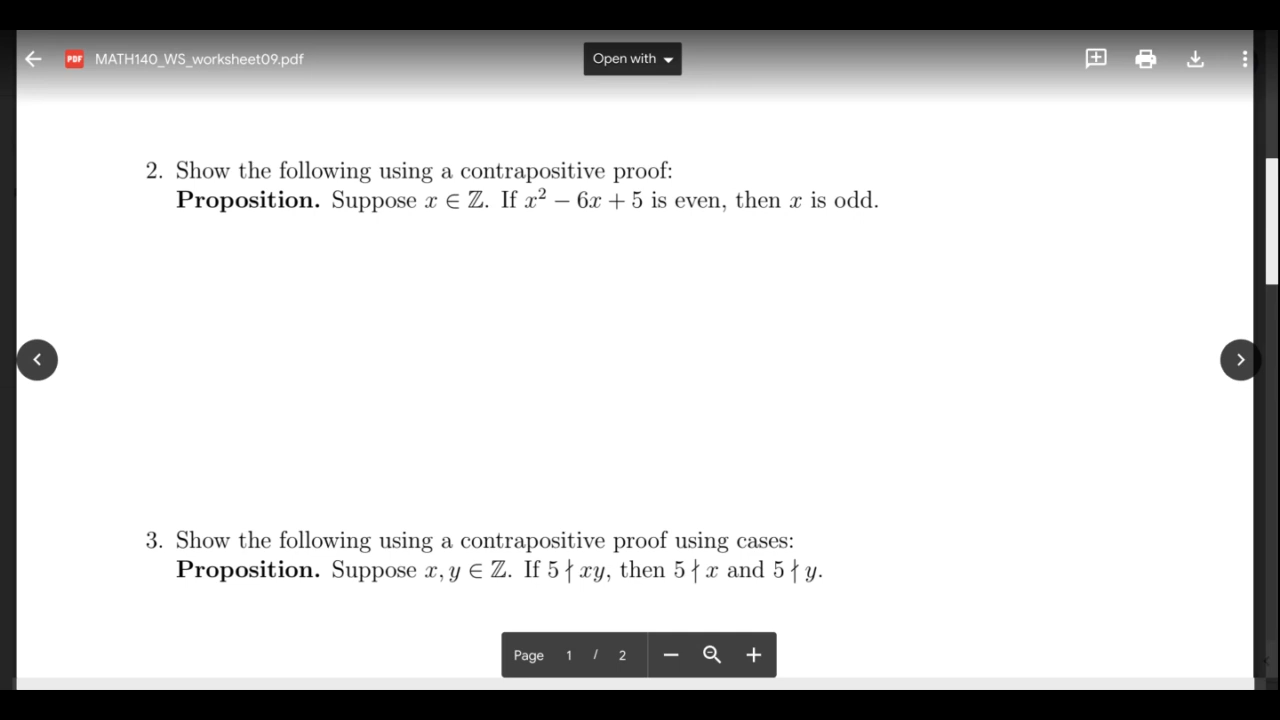 PDF MATH140_WS_worksheet09.pdf Open with
2. Show the following using a contrapositive proof:
Proposition. Suppose x ∈ ℤ. If x² − 6x + 5 is even, then x is odd.
3. Show the following using a contrapositive proof using cases:
Proposition. Suppose x, y ∈ ℤ. If 5 ∤ xy, then 5 ∤ x and 5 ∤ y.
Page 1 / 2